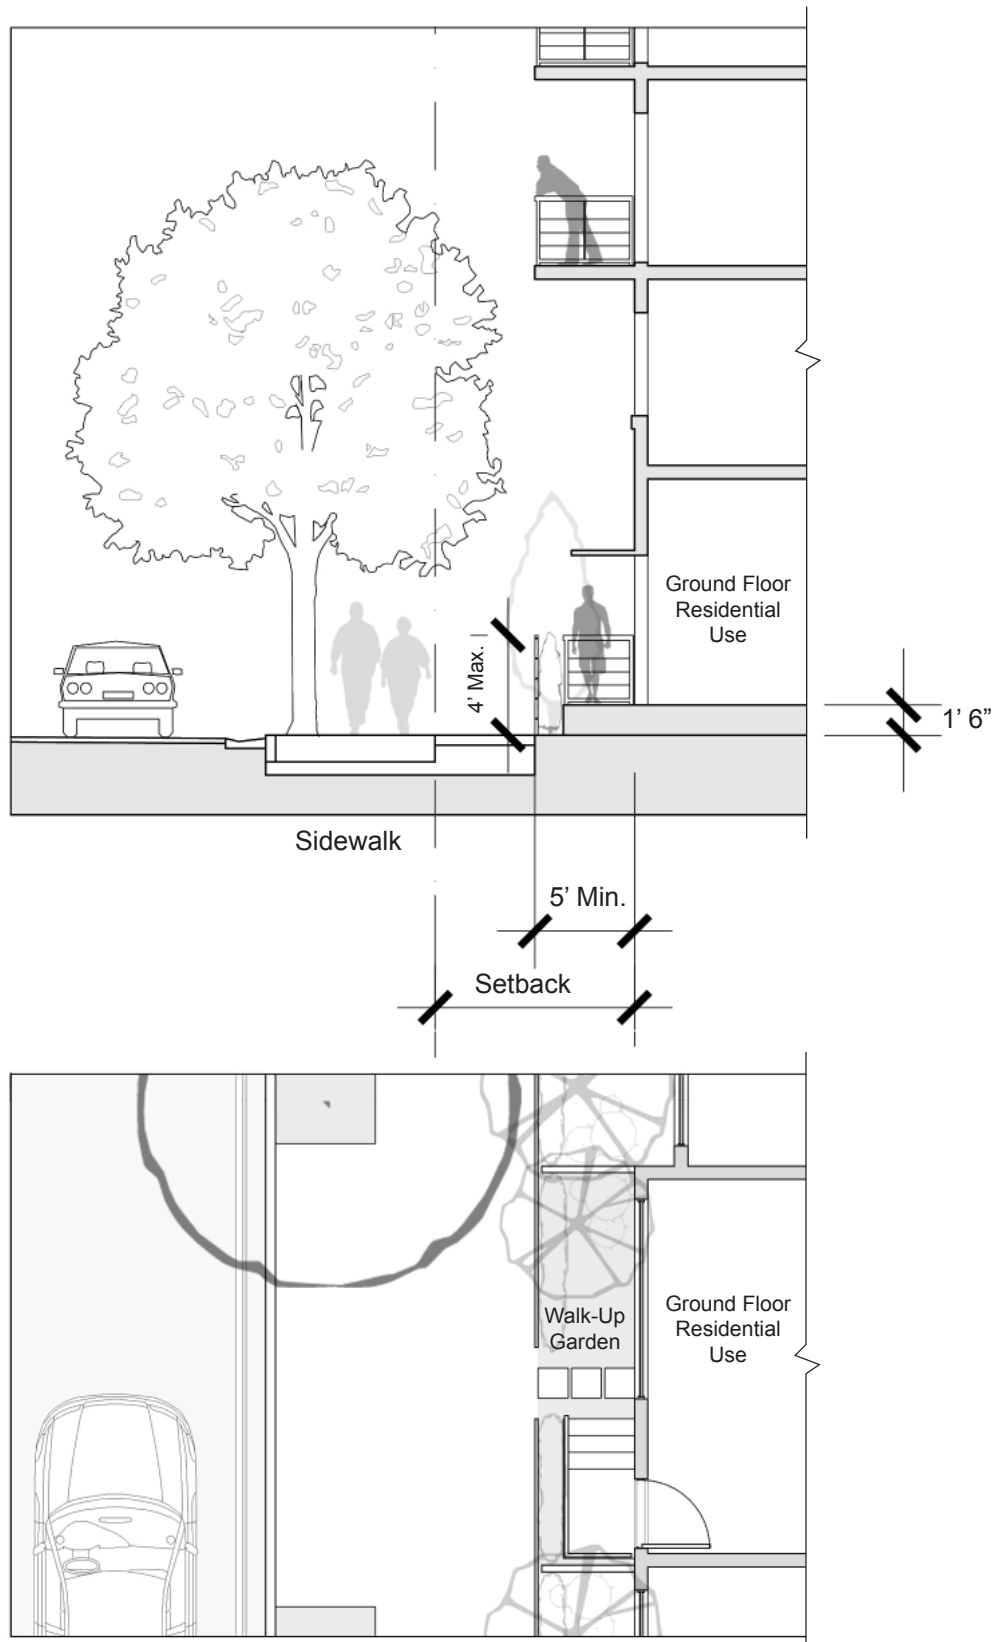 Ground Floor
Residential
Use
4’ Max.
1’ 6”
Sidewalk
5’ Min.
Setback
Walk-Up
Garden
Ground Floor
Residential
Use